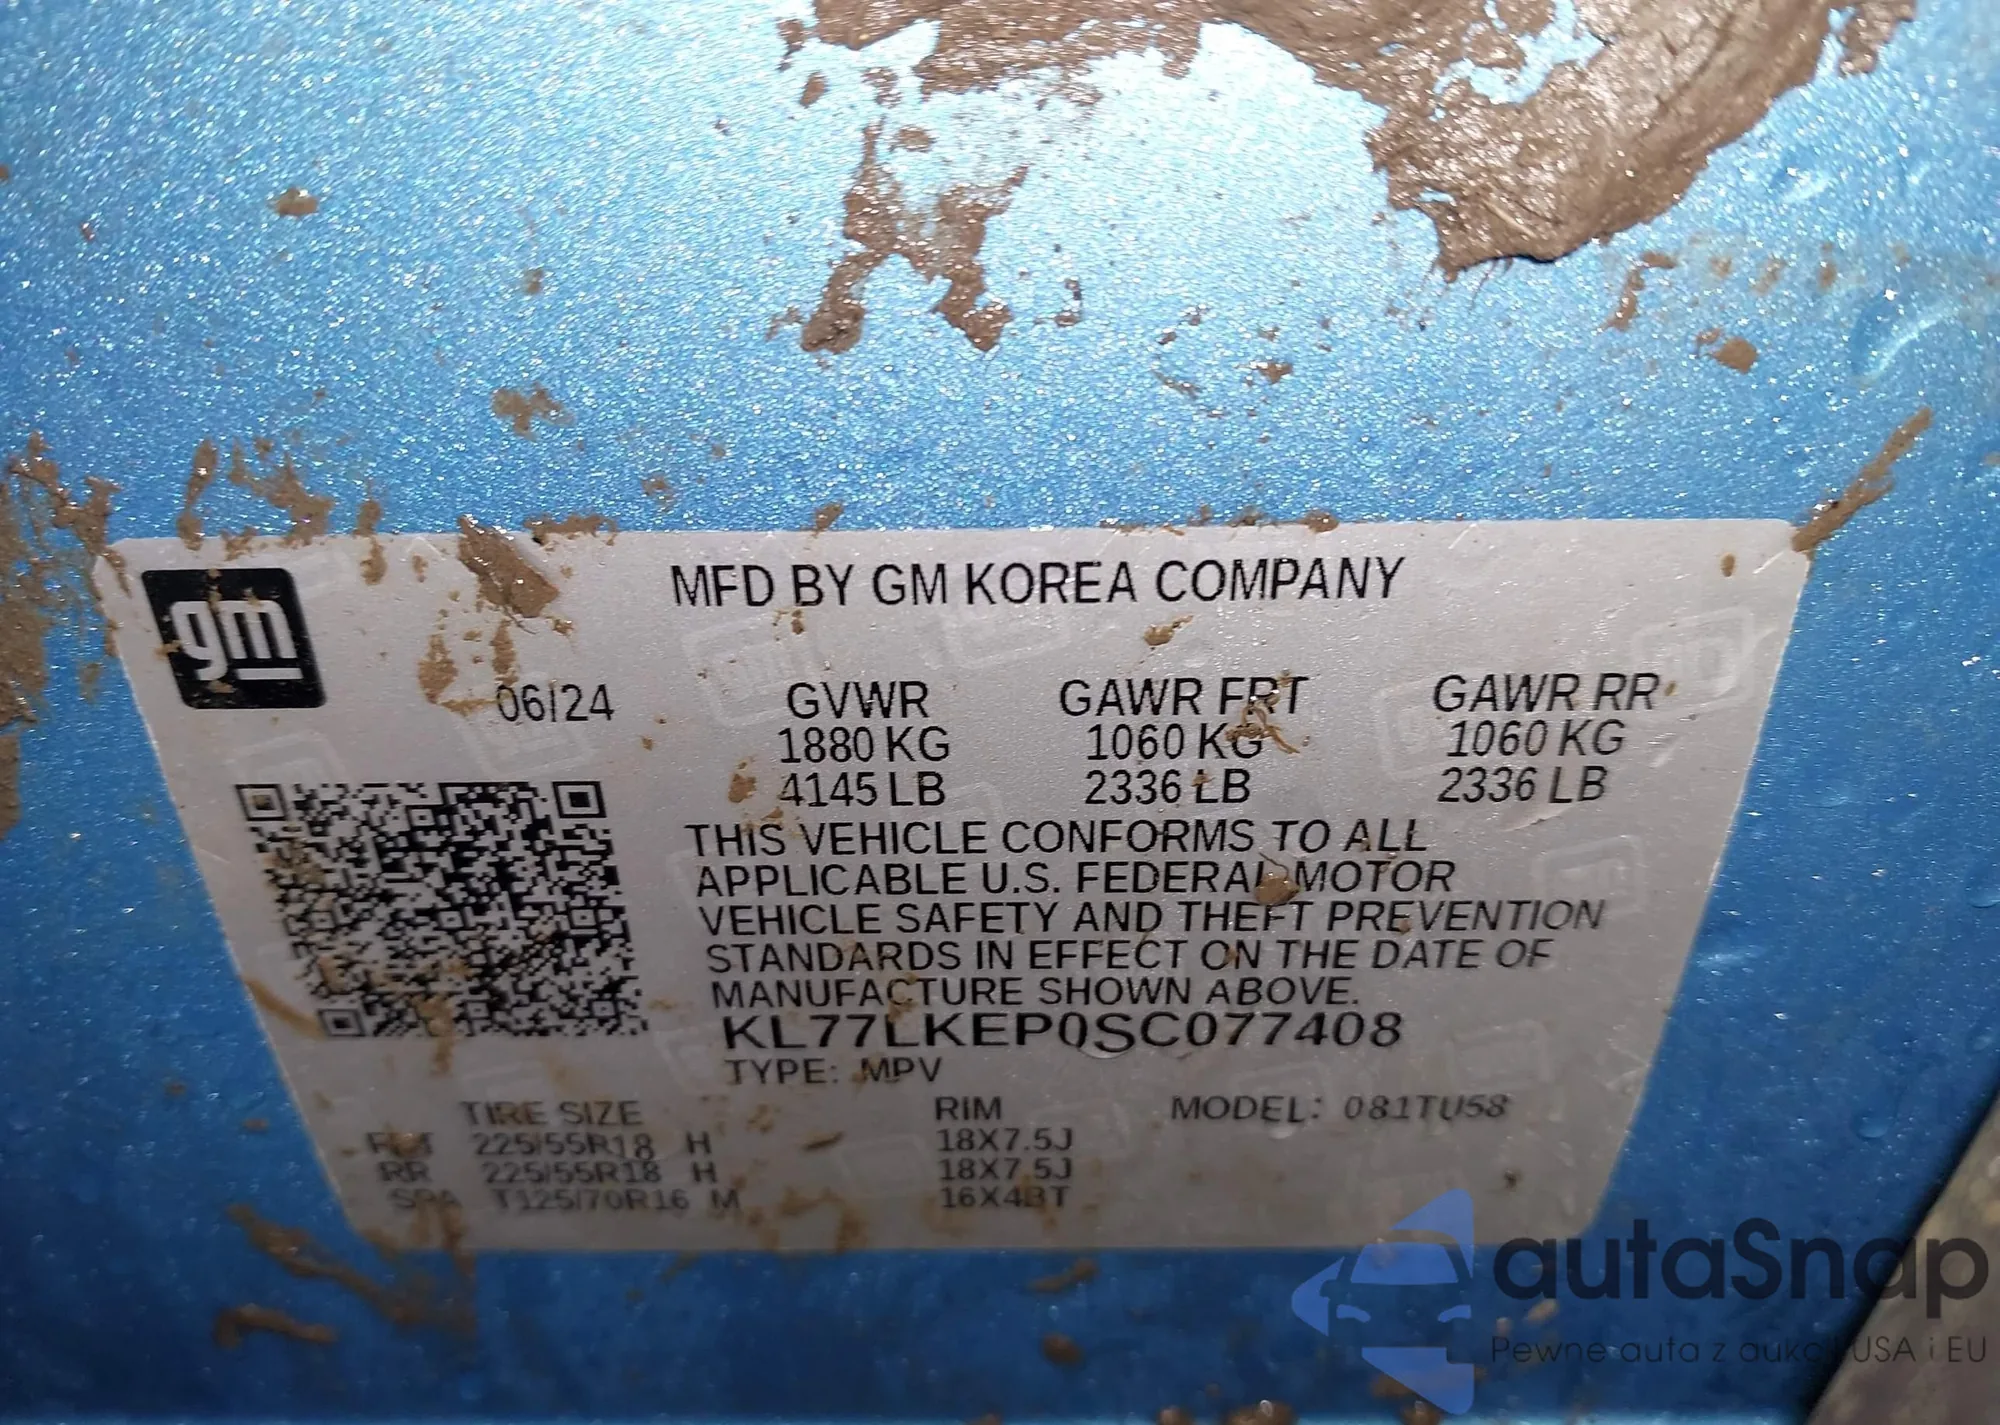 gm
MFD BY GM KOREA COMPANY
06/24 GVWR GAWR FRT GAWR RR
1880 KG 1060 KG 1060 KG
4145 LB 2336 LB 2336 LB
THIS VEHICLE CONFORMS TO ALL
APPLICABLE U.S. FEDERAL MOTOR
VEHICLE SAFETY AND THEFT PREVENTION
STANDARDS IN EFFECT ON THE DATE OF
MANUFACTURE SHOWN ABOVE.
KL77LKEP0SC077408
TYPE: MPV
TIRE SIZE RIM MODEL: 081TU58
FRT 225/55R18 H 18X7.5J
RR 225/55R18 H 18X7.5J
SPA T125/70R16 M 16X4BT
autaSnap
Pewne auta z aukcji USA i EU